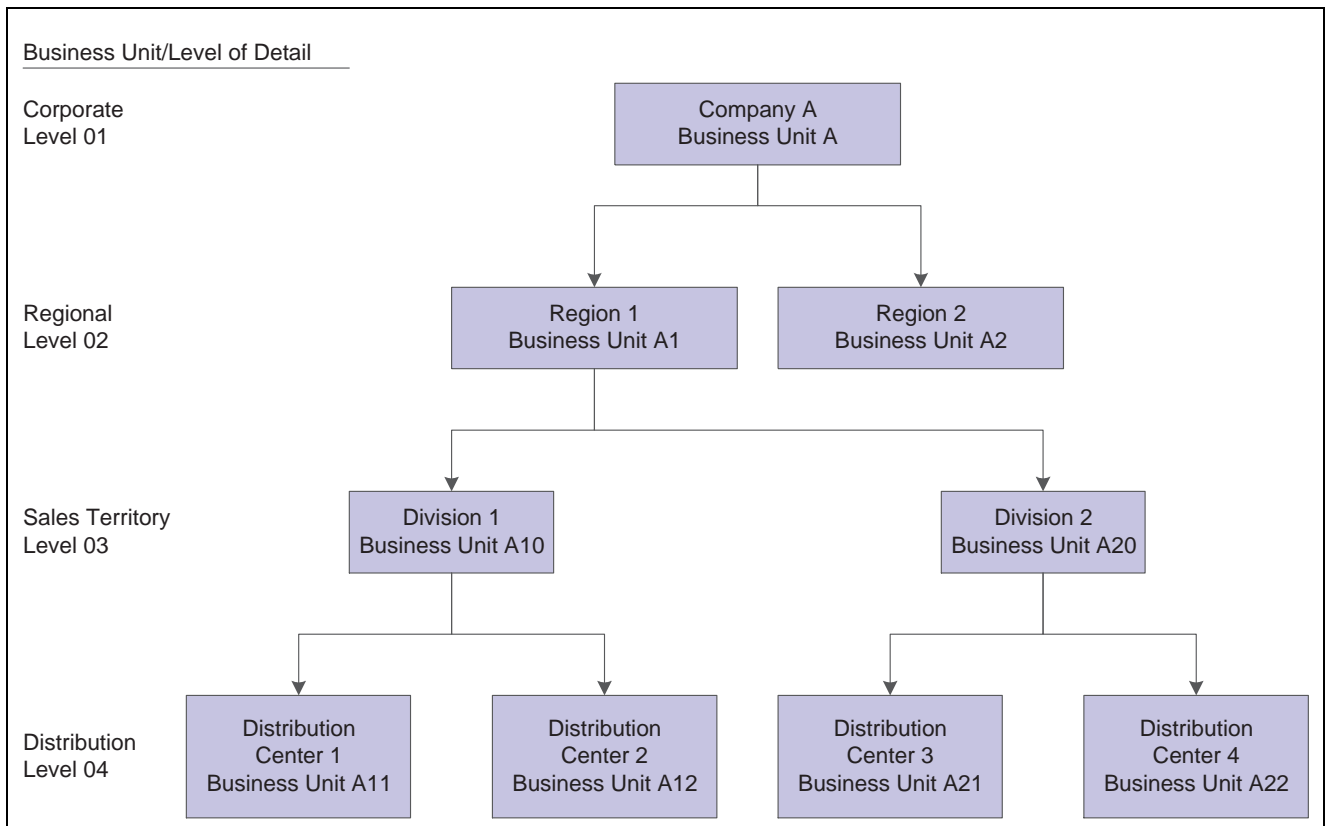 Business Unit/Level of Detail
Corporate
Level 01
Company A
Business Unit A
Regional
Level 02
Region 1
Business Unit A1
Region 2
Business Unit A2
Sales Territory
Level 03
Division 1
Business Unit A10
Division 2
Business Unit A20
Distribution
Level 04
Distribution
Center 1
Business Unit A11
Distribution
Center 2
Business Unit A12
Distribution
Center 3
Business Unit A21
Distribution
Center 4
Business Unit A22